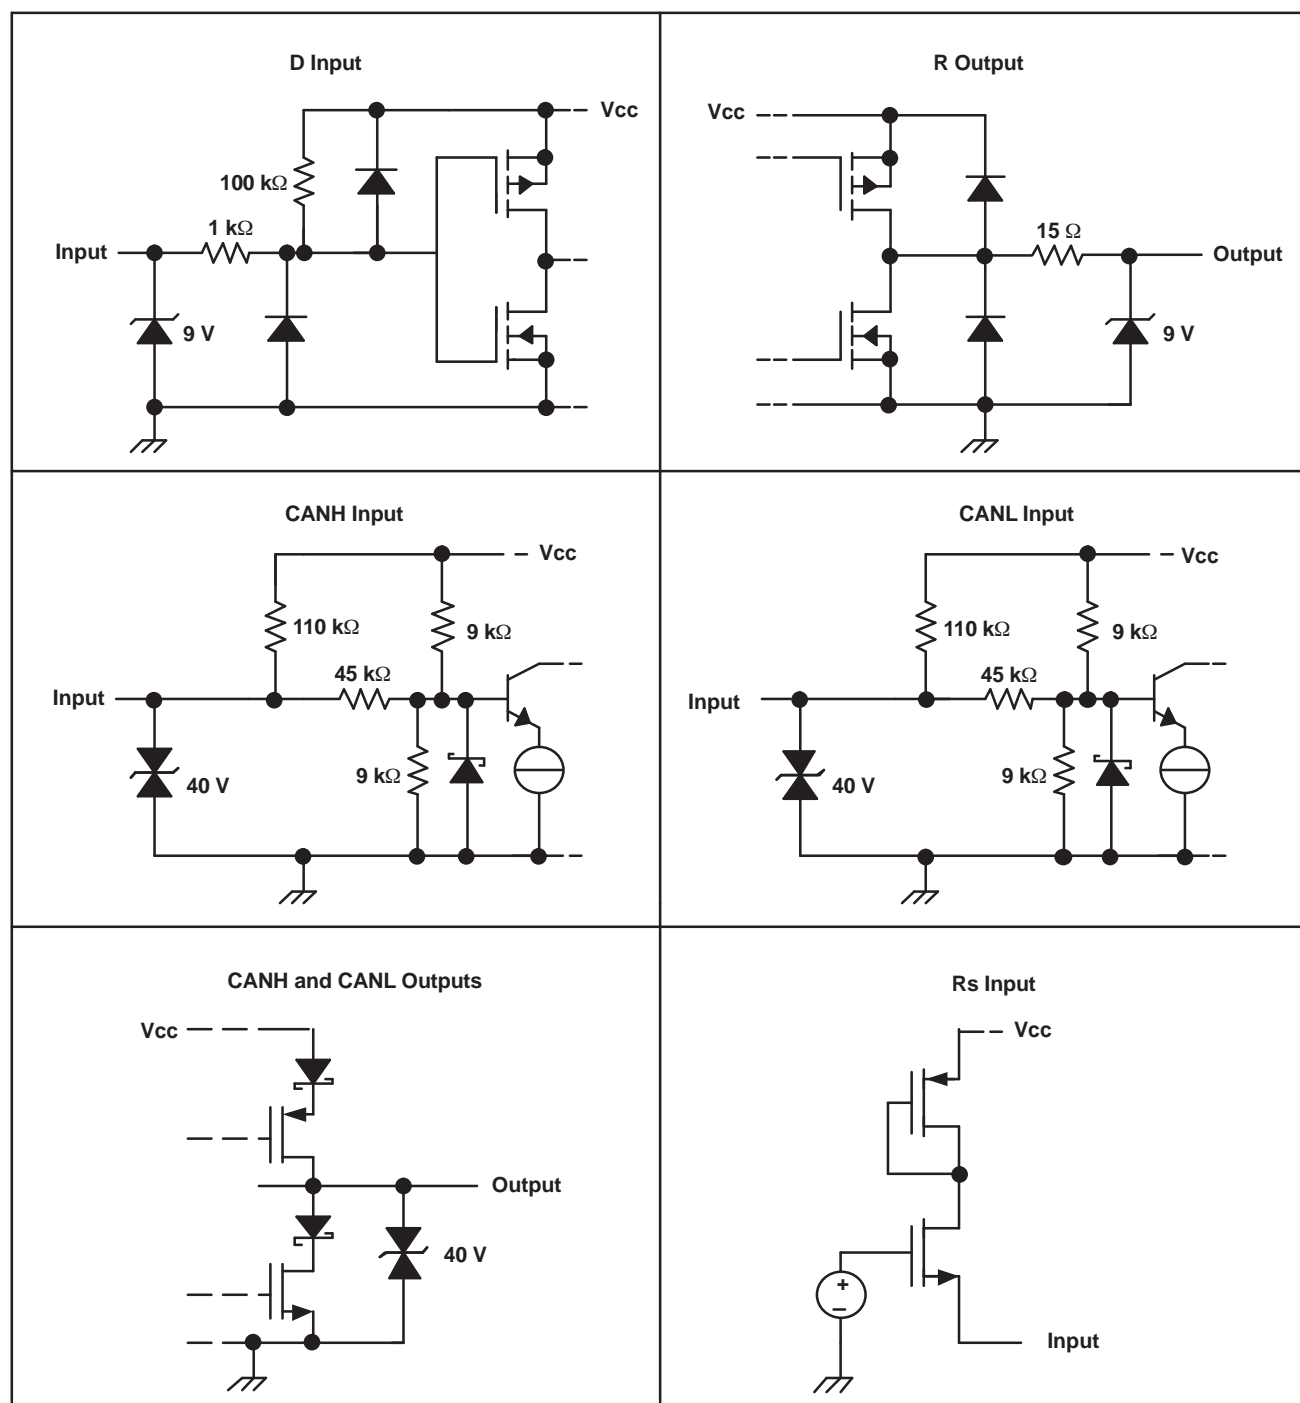 D Input
Vcc
100 kΩ
1 kΩ
Input
9 V
R Output
Vcc
15 Ω
Output
9 V
CANH Input
Vcc
110 kΩ
9 kΩ
45 kΩ
Input
9 kΩ
40 V
CANL Input
Vcc
110 kΩ
9 kΩ
45 kΩ
Input
9 kΩ
40 V
CANH and CANL Outputs
Vcc
Output
40 V
Rs Input
Vcc
+
−
Input